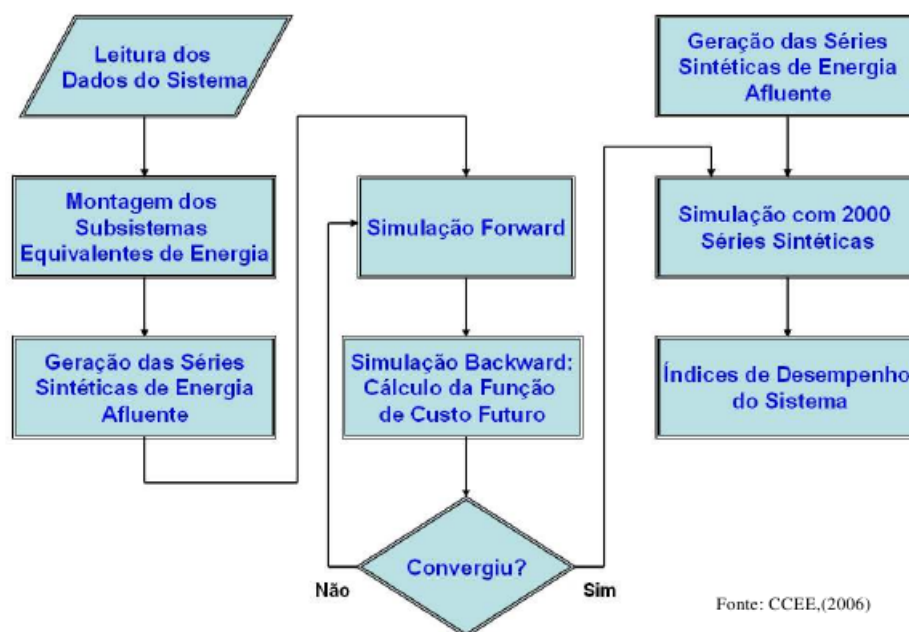 Leitura dos
Dados do Sistema
Montagem dos
Subsistemas
Equivalentes de Energia
Geração das Séries
Sintéticas de Energia
Afluente
Simulação Forward
Simulação Backward:
Cálculo da Função
de Custo Futuro
Convergiu?
Não
Sim
Geração das Séries
Sintéticas de Energia
Afluente
Simulação com 2000
Séries Sintéticas
Índices de Desempenho
do Sistema
Fonte: CCEE,(2006)